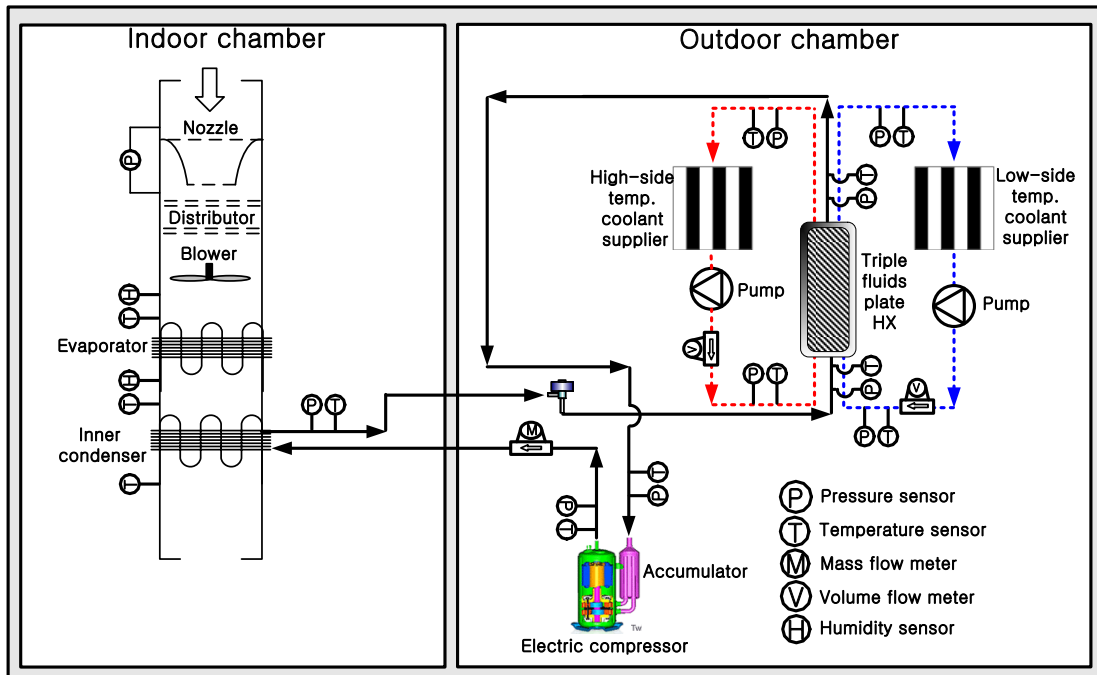 Indoor chamber
Nozzle
P
Distributor
Blower
H
T
Evaporator
H
T
Inner
condenser
T
P T
Outdoor chamber
T P
P T
High-side
temp.
coolant
supplier
T
P
Low-side
temp.
coolant
supplier
Triple
fluids
plate
HX
Pump
Pump
V
P T
T
P
V
P T
M
T
P
P
T
Accumulator
Tw
Electric compressor
P Pressure sensor
T Temperature sensor
M Mass flow meter
V Volume flow meter
H Humidity sensor